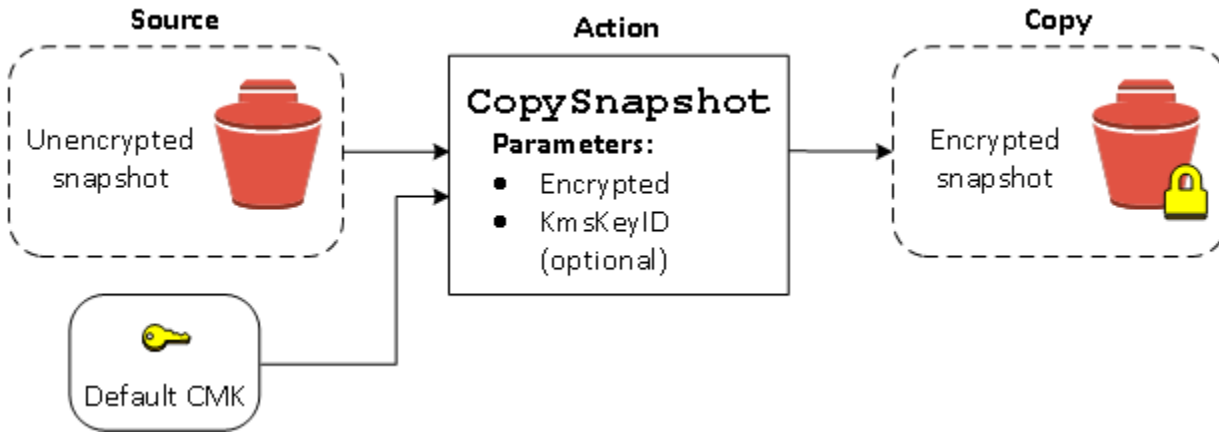 Source
Action
Copy
Unencrypted
snapshot
CopySnapshot
Parameters:
● Encrypted
● KmsKeyID
(optional)
Encrypted
snapshot
Default CMK